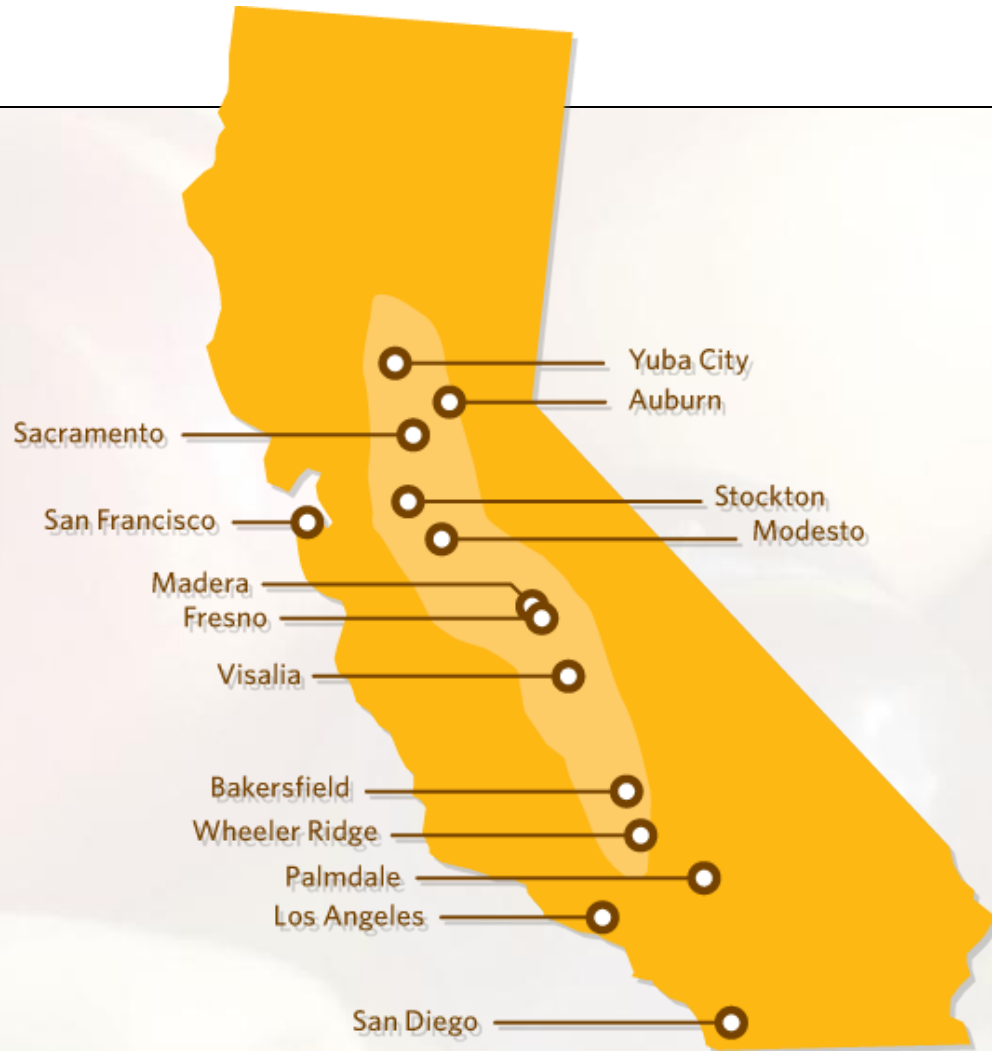 Yuba City
Auburn
Sacramento
Stockton
San Francisco
Modesto
Madera
Fresno
Visalia
Bakersfield
Wheeler Ridge
Palmdale
Los Angeles
San Diego